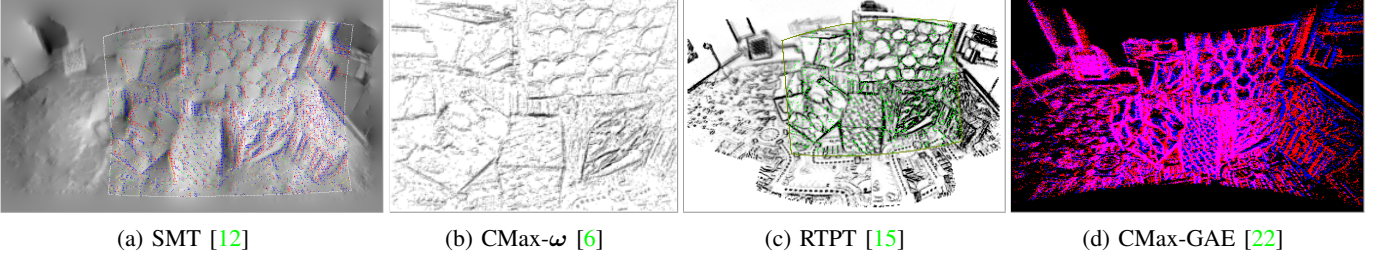 (a) SMT [12]
(b) CMax-ω [6]
(c) RTPT [15]
(d) CMax-GAE [22]